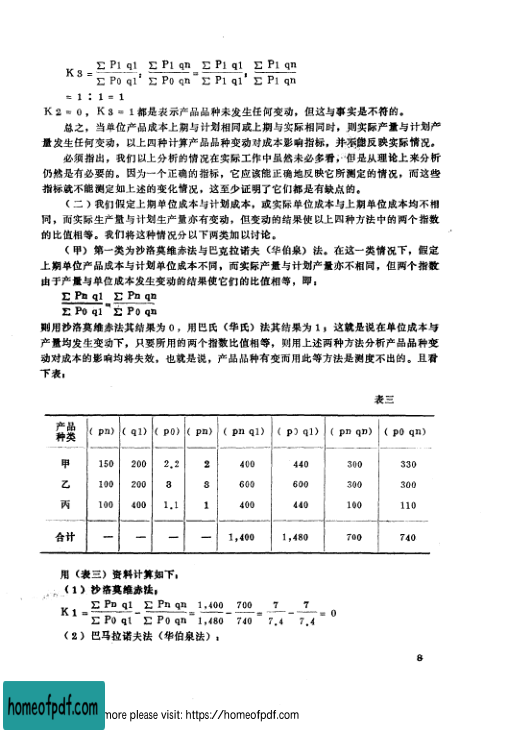 K3 = Σ P1 q1 / Σ P0 q1 : Σ P1 qn / Σ P0 qn = Σ P1 q1 / Σ P1 q1 : Σ P1 qn / Σ P1 qn
= 1 : 1 = 1
K2 = 0, K3 = 1都是表示产品品种未发生任何变动，但这与事实是不符的。
总之，当单位产品成本上期与计划相同或上期与实际相同时，则实际产量与计划产
量发生任何变动，以上四种计算产品品种变动对成本影响指标，并不能反映实际情况。
必须指出，我们以上分析的情况在实际工作中虽然未必多看，但是从理论上来分析
仍然是有必要的。因为一个正确的指标，它应该能正确地反映它所测定的情况，而这些
指标就不能测定如上述的变化情况，这至少证明了它们都是有缺点的。
（二）我们假定上期单位成本与计划成本，或实际单位成本与上期单位成本均不相
同，而实际生产量与计划生产量亦有变动，但变动的结果使以上四种方法中的两个指数
的比值相等。我们将这种情况分以下两类加以讨论。
（甲）第一类为沙洛莫维赤法与巴克拉诺夫（华伯泉）法。在这一类情况下，假定
上期单位产品成本与计划单位成本不同，而实际产量与计划产量亦不相同，但两个指数
由于产量与单位成本发生变动的结果使它们的比值相等，即：
Σ Pn q1 / Σ P0 q1 = Σ Pn qn / Σ P0 qn
则用沙洛莫维赤法其结果为0，用巴氏（华氏）法其结果为1；这就是说在单位成本与
产量均发生变动下，只要所用的两个指数比值相等，则用上述两种方法分析产品品种变
动对成本的影响均将失效。也就是说，产品品种有变而用此等方法是测度不出的。且看
下表：
表三
产品种类 (pn) (q1) (p0) (pn) (pn q1) (p) q1) (pn qn) (p0 qn)
甲 150 200 2.2 2 400 440 300 330
乙 100 200 3 3 600 600 300 300
丙 100 400 1.1 1 400 440 100 110
合计 — — — — 1,400 1,480 700 740
用（表三）资料计算如下：
（1）沙洛莫维赤法：
K1 = Σ Pn q1 / Σ P0 q1 − Σ Pn qn / Σ P0 qn = 1,400 / 1,480 − 700 / 740 = 7 / 7.4 − 7 / 7.4 = 0
（2）巴马拉诺夫法（华伯泉法）：
8
homeofpdf.com
more please visit: https://homeofpdf.com